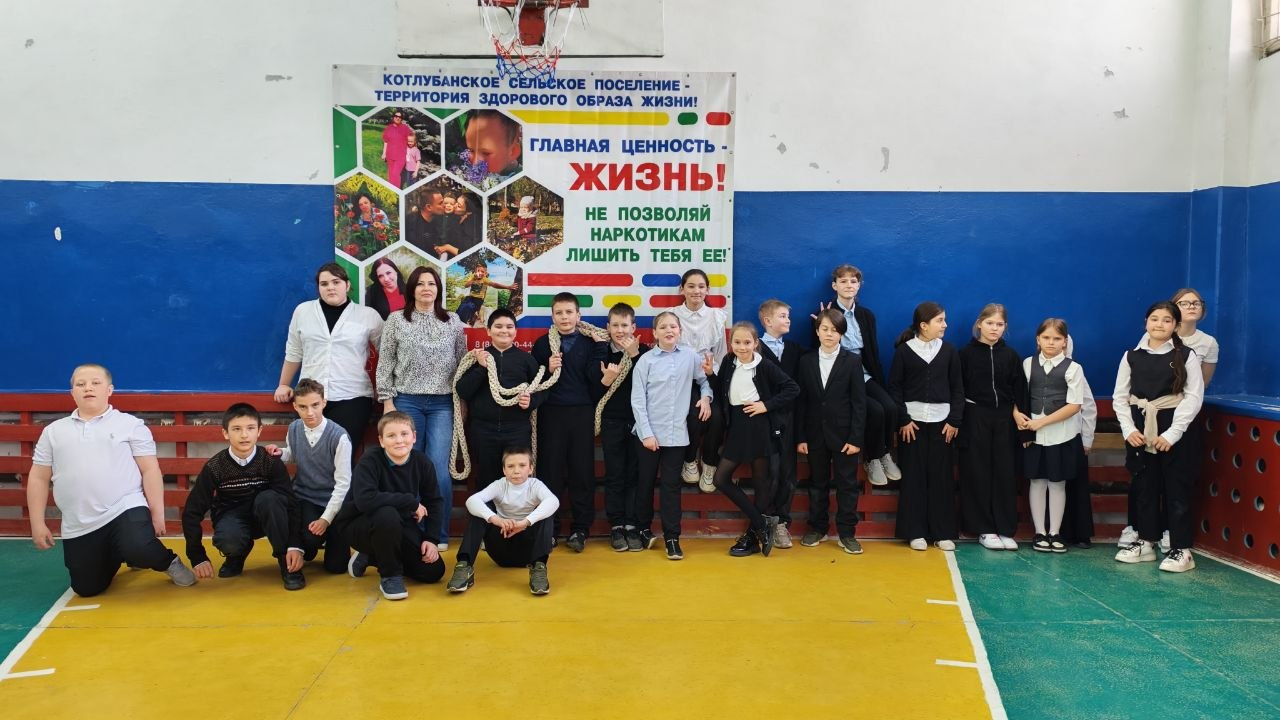 КОТЛУБАНСКОЕ СЕЛЬСКОЕ ПОСЕЛЕНИЕ -
ТЕРРИТОРИЯ ЗДОРОВОГО ОБРАЗА ЖИЗНИ!
ГЛАВНАЯ ЦЕННОСТЬ -
ЖИЗНЬ!
НЕ ПОЗВОЛЯЙ
НАРКОТИКАМ
ЛИШИТЬ ТЕБЯ ЕЕ!